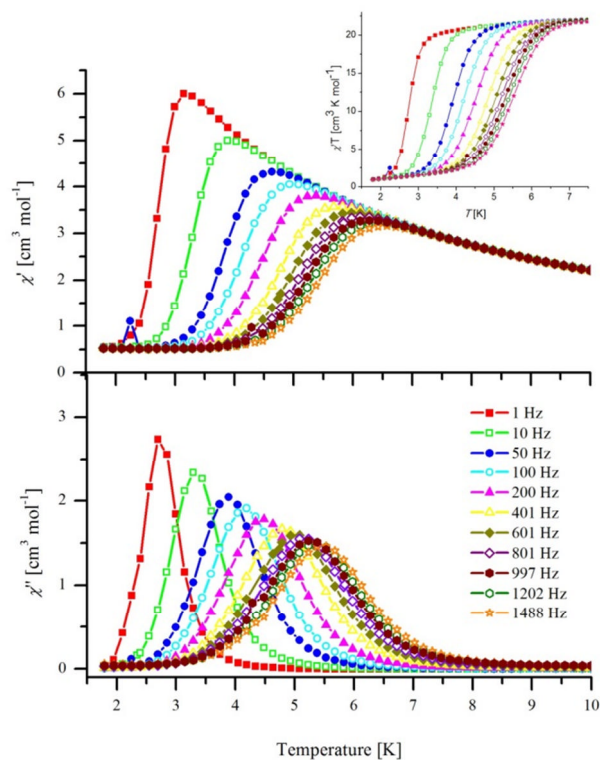 χ' [cm³ mol⁻¹]
6
5
4
3
2
1
0
χ'T [cm³ K mol⁻¹]
20
15
10
5
0
2 3 4 5 6 7
T [K]
χ'' [cm³ mol⁻¹]
3
2
1
0
1 Hz
10 Hz
50 Hz
100 Hz
200 Hz
401 Hz
601 Hz
801 Hz
997 Hz
1202 Hz
1488 Hz
2 3 4 5 6 7 8 9 10
Temperature [K]